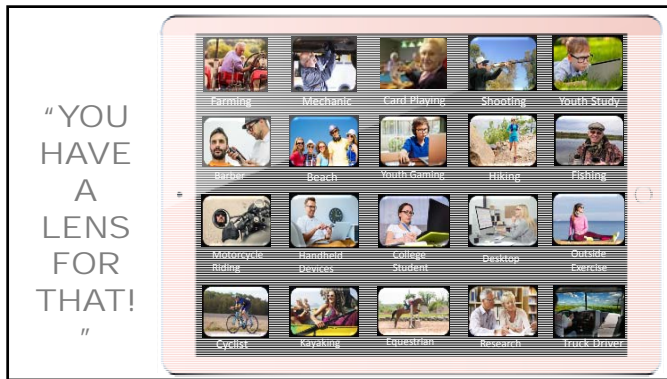 "YOU
HAVE
A
LENS
FOR
THAT!
"
Farming
Mechanic
Card Playing
Shooting
Youth Study
Barber
Beach
Youth Gaming
Hiking
Fishing
Motorcycle
Riding
Handheld
Devices
College
Student
Desktop
Outside
Exercise
Cyclist
Kayaking
Equestrian
Research
Truck Driver